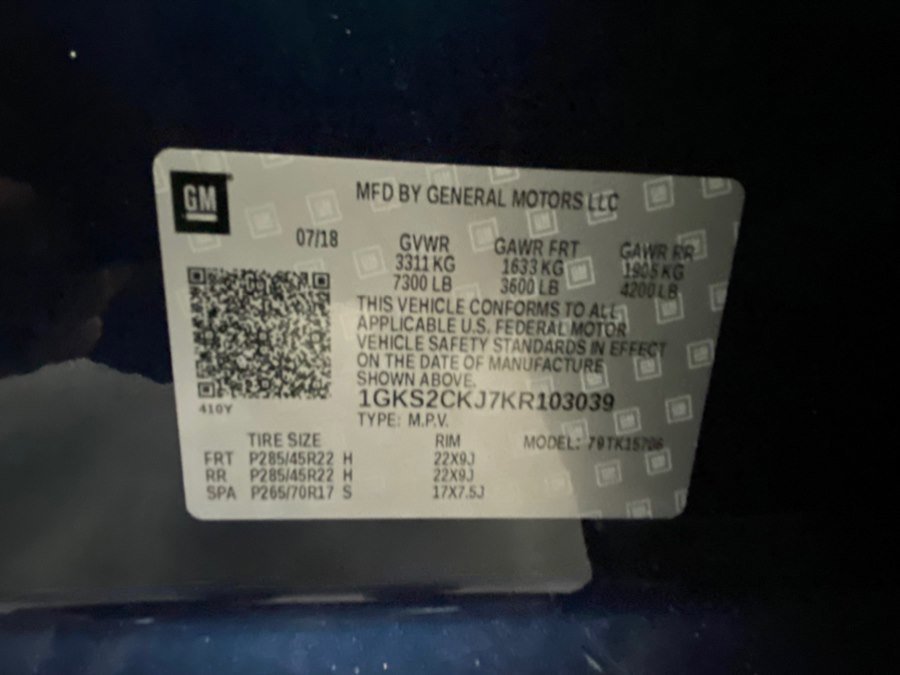 GM
MFD BY GENERAL MOTORS LLC
07/18
GVWR GAWR FRT GAWR RR
3311 KG 1633 KG 1905 KG
7300 LB 3600 LB 4200 LB
THIS VEHICLE CONFORMS TO ALL
APPLICABLE U.S. FEDERAL MOTOR
VEHICLE SAFETY STANDARDS IN EFFECT
ON THE DATE OF MANUFACTURE
SHOWN ABOVE.
1GKS2CKJ7KR103039
410Y
TYPE: M.P.V.
TIRE SIZE RIM MODEL: 79TK15706
FRT P285/45R22 H 22X9J
RR P285/45R22 H 22X9J
SPA P265/70R17 S 17X7.5J